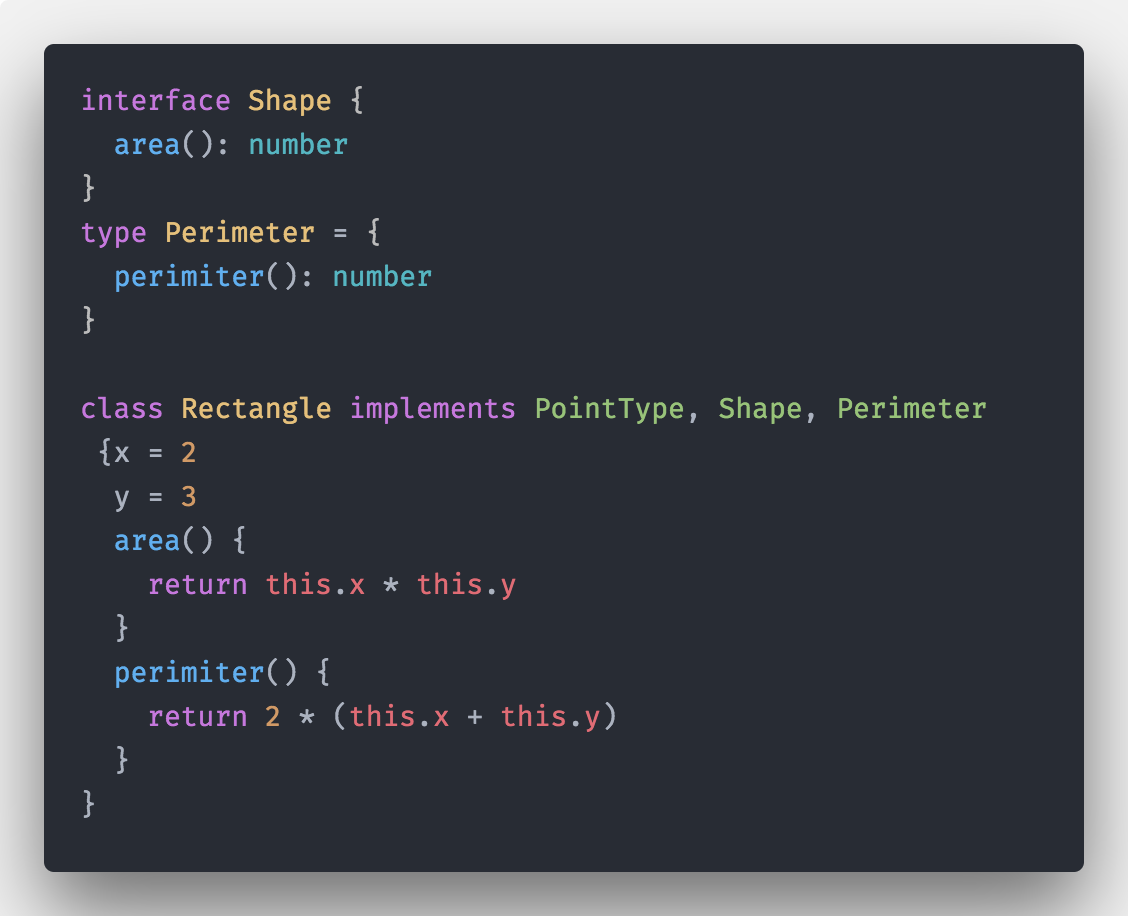 interface Shape {
  area(): number
}
type Perimeter = {
  perimiter(): number
}

class Rectangle implements PointType, Shape, Perimeter
 {x = 2
  y = 3
  area() {
    return this.x * this.y
  }
  perimiter() {
    return 2 * (this.x + this.y)
  }
}